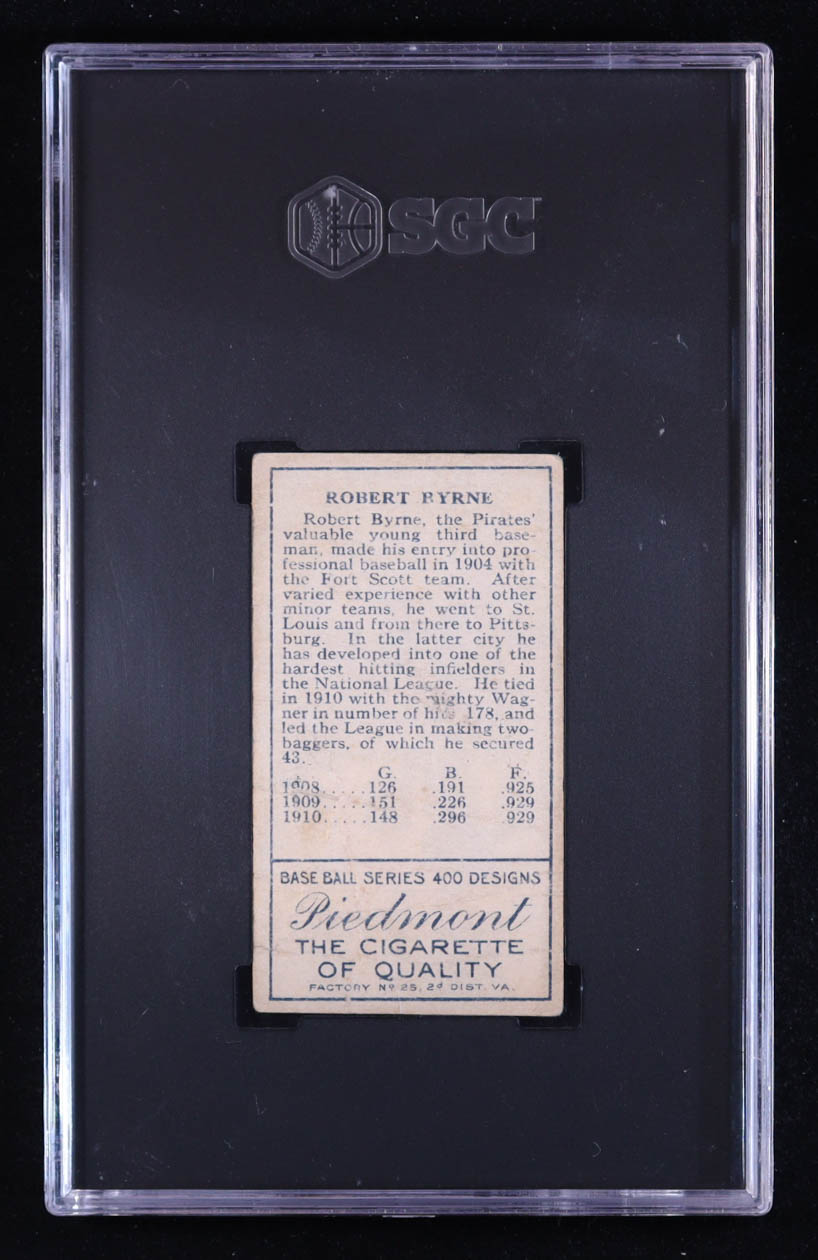 SGC
ROBERT BYRNE
Robert Byrne, the Pirates'
valuable young third base-
man, made his entry into pro-
fessional baseball in 1904 with
the Fort Scott team. After
varied experience with other
minor teams, he went to St.
Louis and from there to Pitts-
burg. In the latter city he
has developed into one of the
hardest hitting infielders in
the National League. He tied
in 1910 with the mighty Wag-
ner in number of hits 178, and
led the League in making two-
baggers, of which he secured
43.
G. B. F.
1908.....126 .191 .925
1909.....151 .226 .929
1910.....148 .296 .929
BASE BALL SERIES 400 DESIGNS
Piedmont
THE CIGARETTE
OF QUALITY
FACTORY Nº 25, 2d DIST. VA.